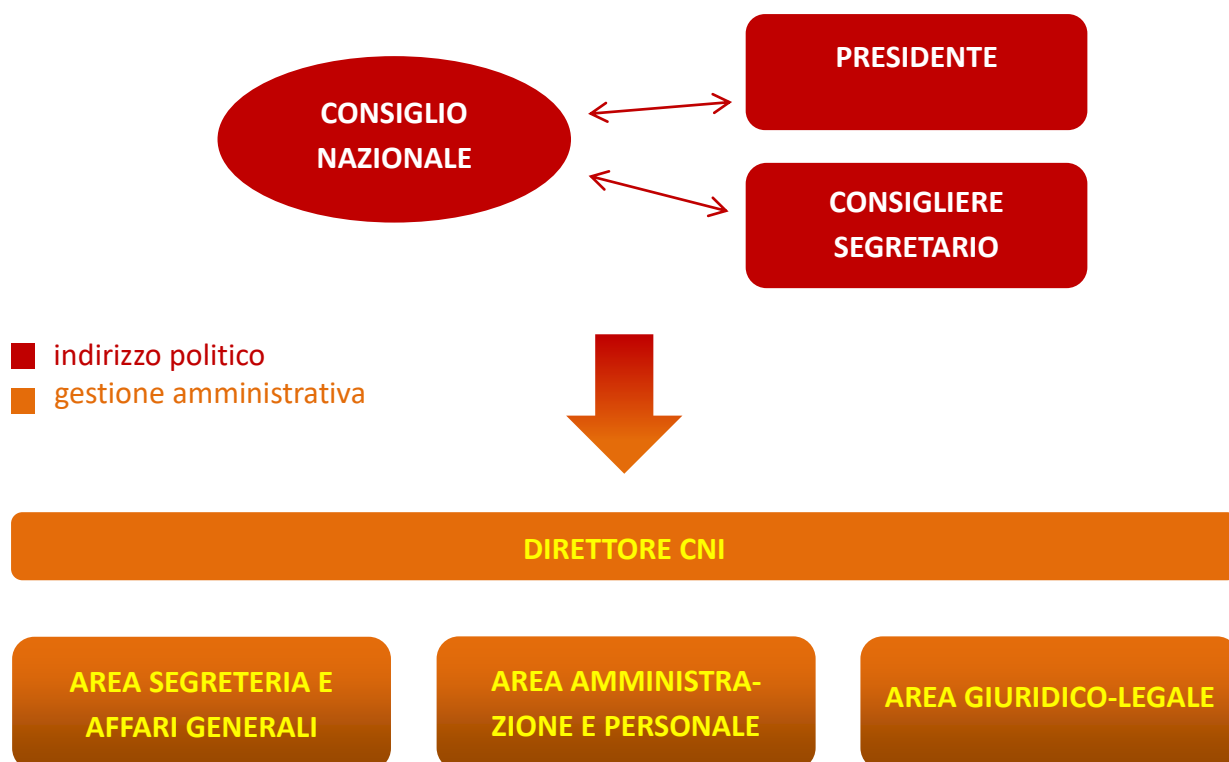 CONSIGLIO
NAZIONALE
PRESIDENTE
CONSIGLIERE
SEGRETARIO
indirizzo politico
gestione amministrativa
DIRETTORE CNI
AREA SEGRETERIA E
AFFARI GENERALI
AREA AMMINISTRA-
ZIONE E PERSONALE
AREA GIURIDICO-LEGALE